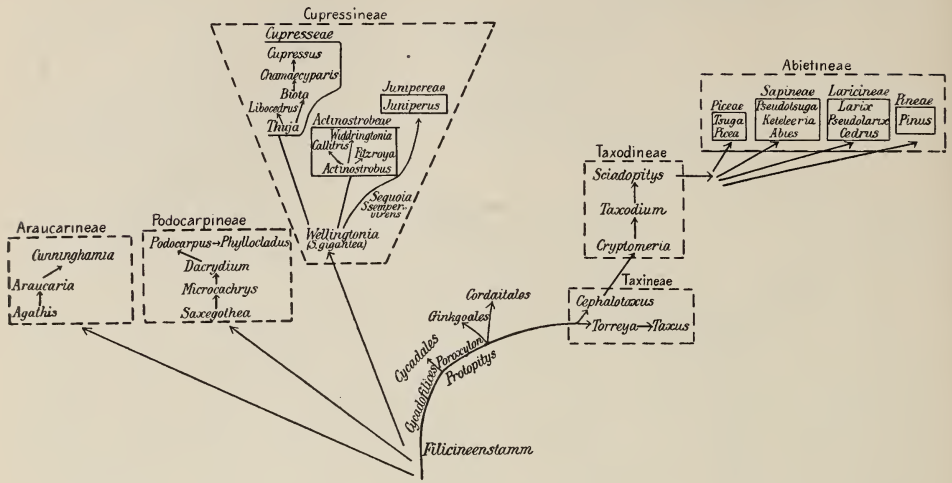 Cupressineae
Cupresseae
Cupressus
Chamaecyparis
Biota
Libocedrus
Thuja
Junipereae
Juniperus
Actinostrobeae
Widdringtonia
Callitris
Fitzroya
Actinostrobus
Sequoia
S.semper-
virens
Wellingtonia
(S.gigantea)
Abietineae
Piceae
Tsuga
Picea
Sapineae
Pseudotsuga
Keteleeria
Abies
Laricineae
Larix
Pseudolarix
Cedrus
Pineae
Pinus
Taxodineae
Sciadopitys
Taxodium
Cryptomeria
Araucarineae
Cunninghamia
Araucaria
Agathis
Podocarpineae
Podocarpus→Phyllocladus
Dacrydium
Microcachrys
Saxegothea
Taxineae
Cephalotaxus
Torreya→Taxus
Cordaitales
Ginkgoales
Cycadales
Poroxylon
Protopitys
Cycadofilices
Filicineenstamm